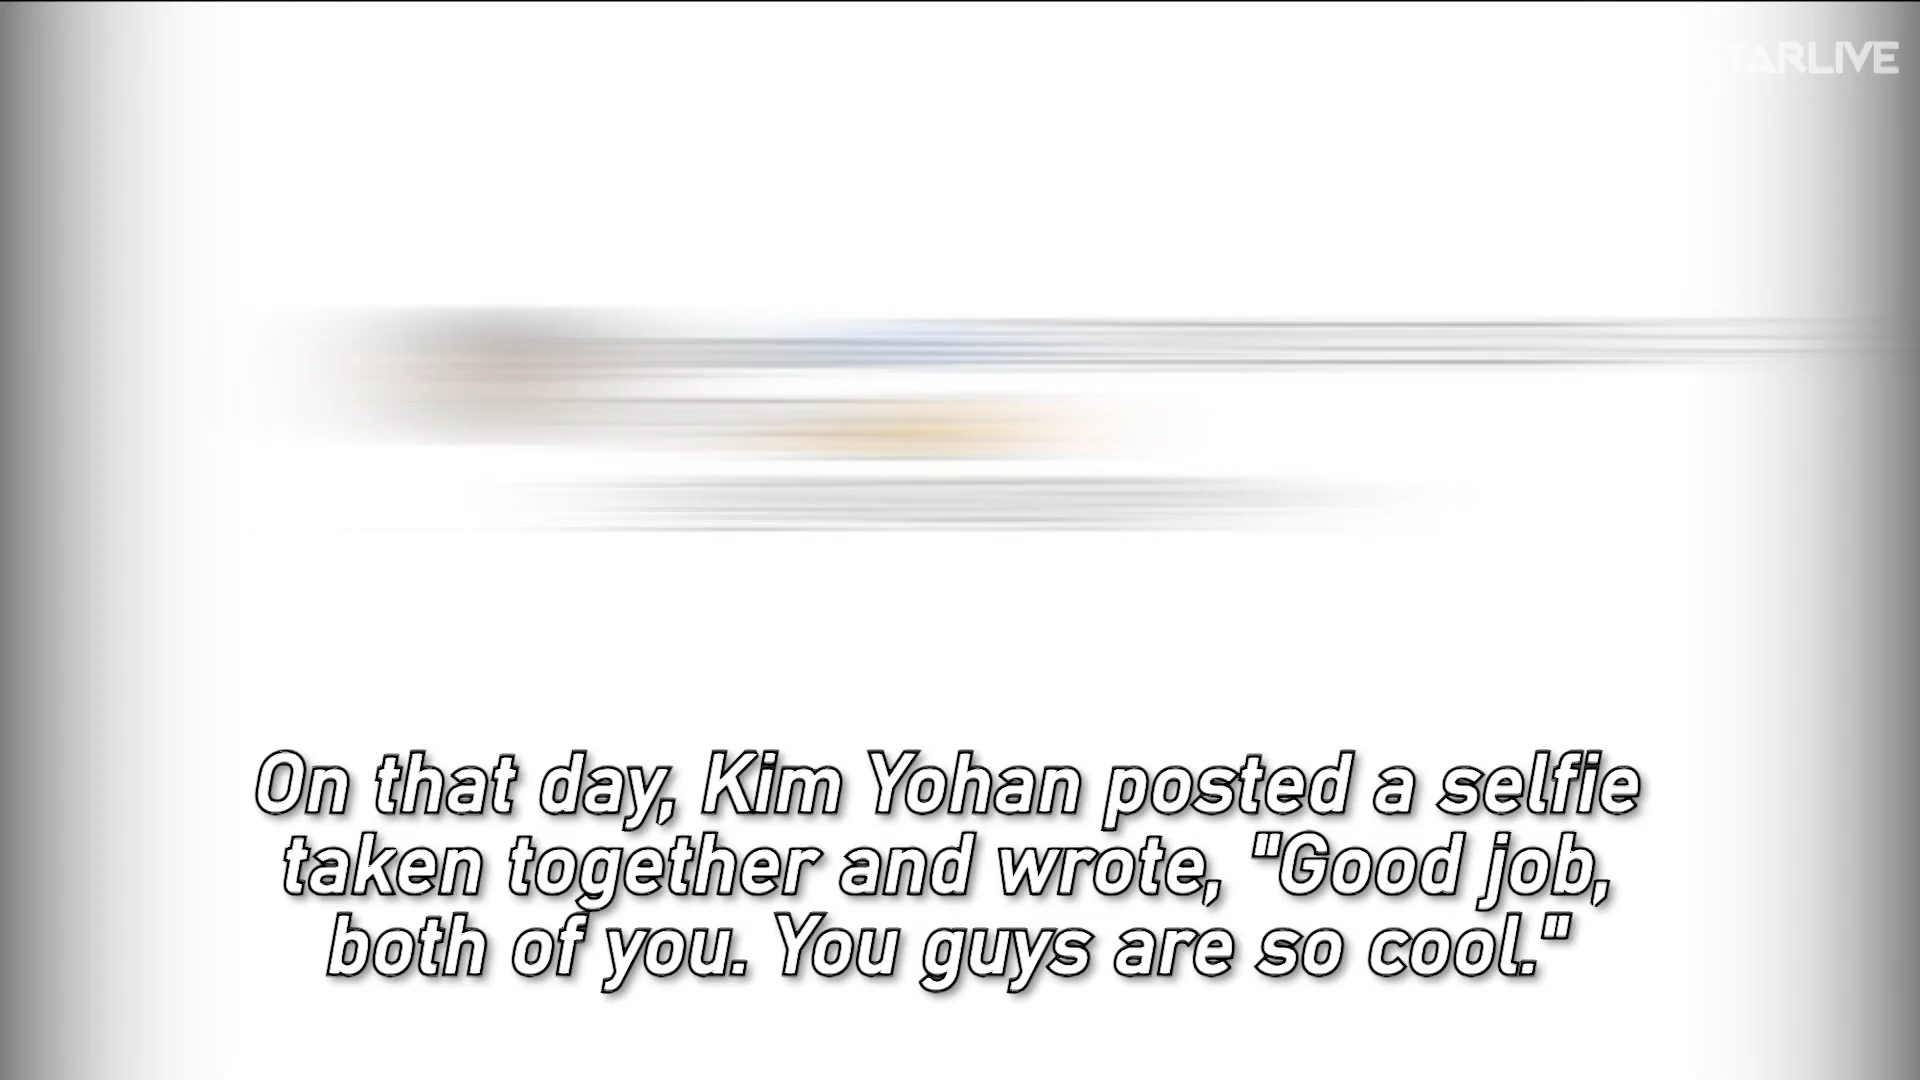 STARLIVE
On that day, Kim Yohan posted a selfie
taken together and wrote, "Good job,
both of you. You guys are so cool."